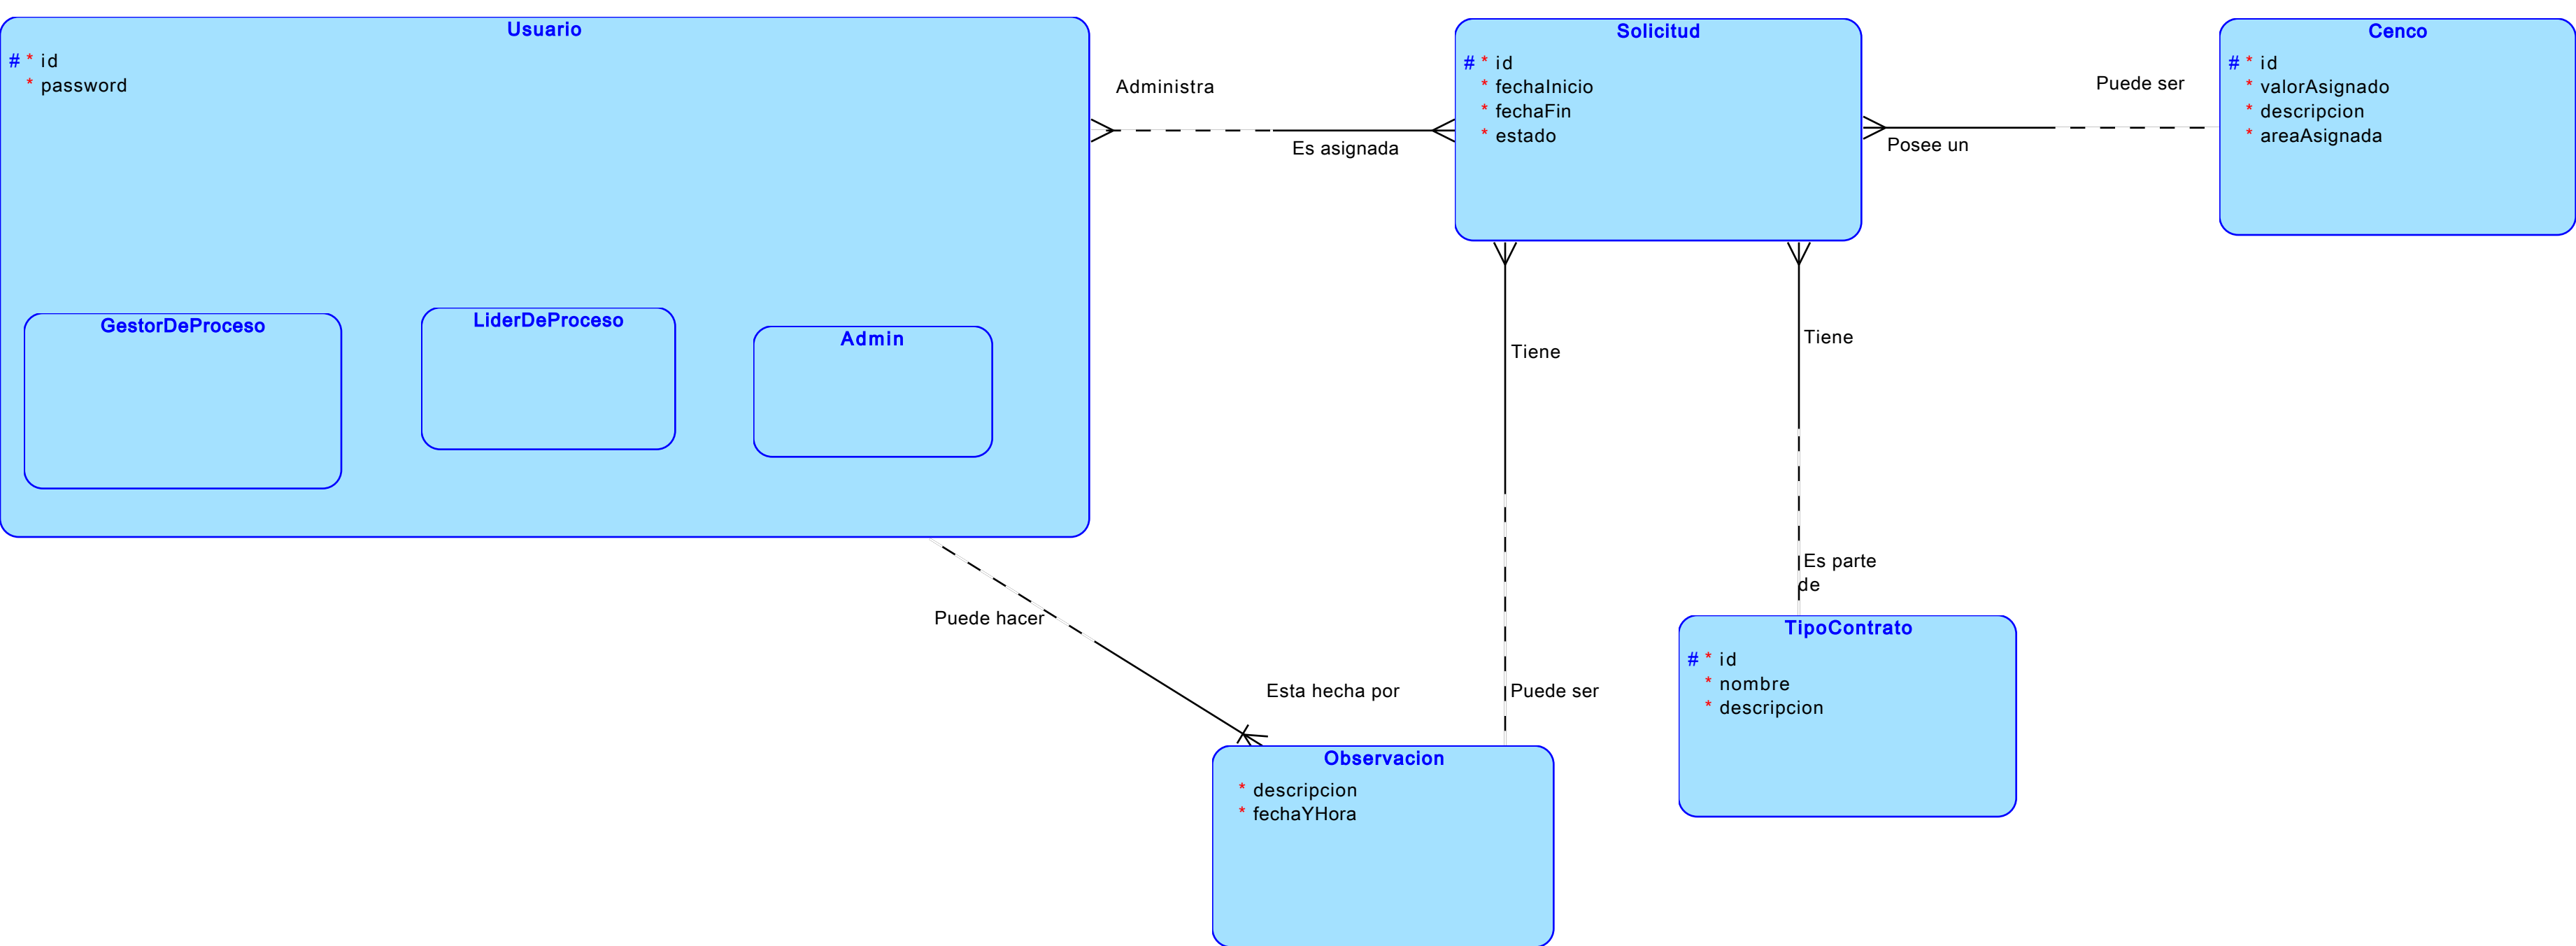 Usuario
# * id
* password
GestorDeProceso
LiderDeProceso
Admin
Administra
Es asignada
Solicitud
# * id
* fechaInicio
* fechaFin
* estado
Puede ser
Posee un
Cenco
# * id
* valorAsignado
* descripcion
* areaAsignada
Tiene
Tiene
Es parte
de
Puede hacer
Esta hecha por
Puede ser
TipoContrato
# * id
* nombre
* descripcion
Observacion
* descripcion
* fechaYHora